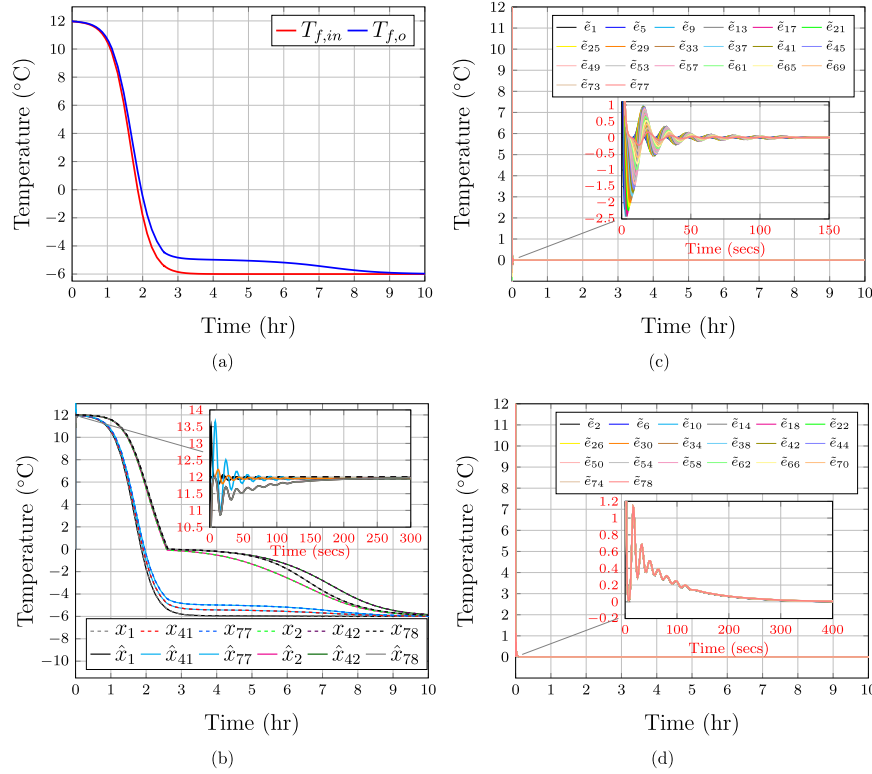 12
10
8
6
4
2
0
−2
−4
−6
0 1 2 3 4 5 6 7 8 9 10
Temperature (°C)
T_{f,in} T_{f,o}
Time (hr)
(a)
12
11
10
9
8
7
6
5
4
3
2
1
0
−1
0 1 2 3 4 5 6 7 8 9 10
Temperature (°C)
ẽ1 ẽ5 ẽ9 ẽ13 ẽ17 ẽ21
ẽ25 ẽ29 ẽ33 ẽ37 ẽ41 ẽ45
ẽ49 ẽ53 ẽ57 ẽ61 ẽ65 ẽ69
ẽ73 ẽ77
1
0.5
0
−0.5
−1
−1.5
−2
−2.5
0 50 100 150
Time (secs)
Time (hr)
(c)
12
10
8
6
4
2
0
−2
−4
−6
−8
−10
0 1 2 3 4 5 6 7 8 9 10
Temperature (°C)
14
13.5
13
12.5
12
11.5
11
10.5
0 50 100 150 200 250 300
Time (secs)
x1 x41 x77 x2 x42 x78
x̂1 x̂41 x̂77 x̂2 x̂42 x̂78
Time (hr)
(b)
12
11
10
9
8
7
6
5
4
3
2
1
0
−1
0 1 2 3 4 5 6 7 8 9 10
Temperature (°C)
ẽ2 ẽ6 ẽ10 ẽ14 ẽ18 ẽ22
ẽ26 ẽ30 ẽ34 ẽ38 ẽ42 ẽ44
ẽ50 ẽ54 ẽ58 ẽ62 ẽ66 ẽ70
ẽ74 ẽ78
1.2
1
0.8
0.6
0.4
0.2
0
−0.2
0 100 200 300 400
Time (secs)
Time (hr)
(d)